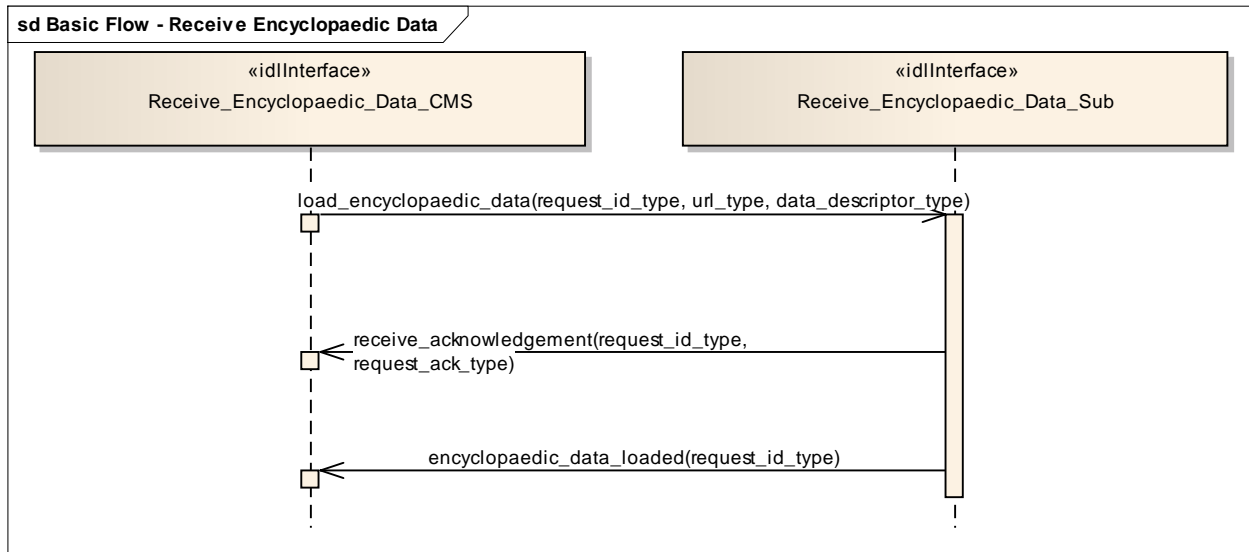 sd Basic Flow - Receive Encyclopaedic Data
«idlInterface»
Receive_Encyclopaedic_Data_CMS
«idlInterface»
Receive_Encyclopaedic_Data_Sub
load_encyclopaedic_data(request_id_type, url_type, data_descriptor_type)
receive_acknowledgement(request_id_type,
request_ack_type)
encyclopaedic_data_loaded(request_id_type)